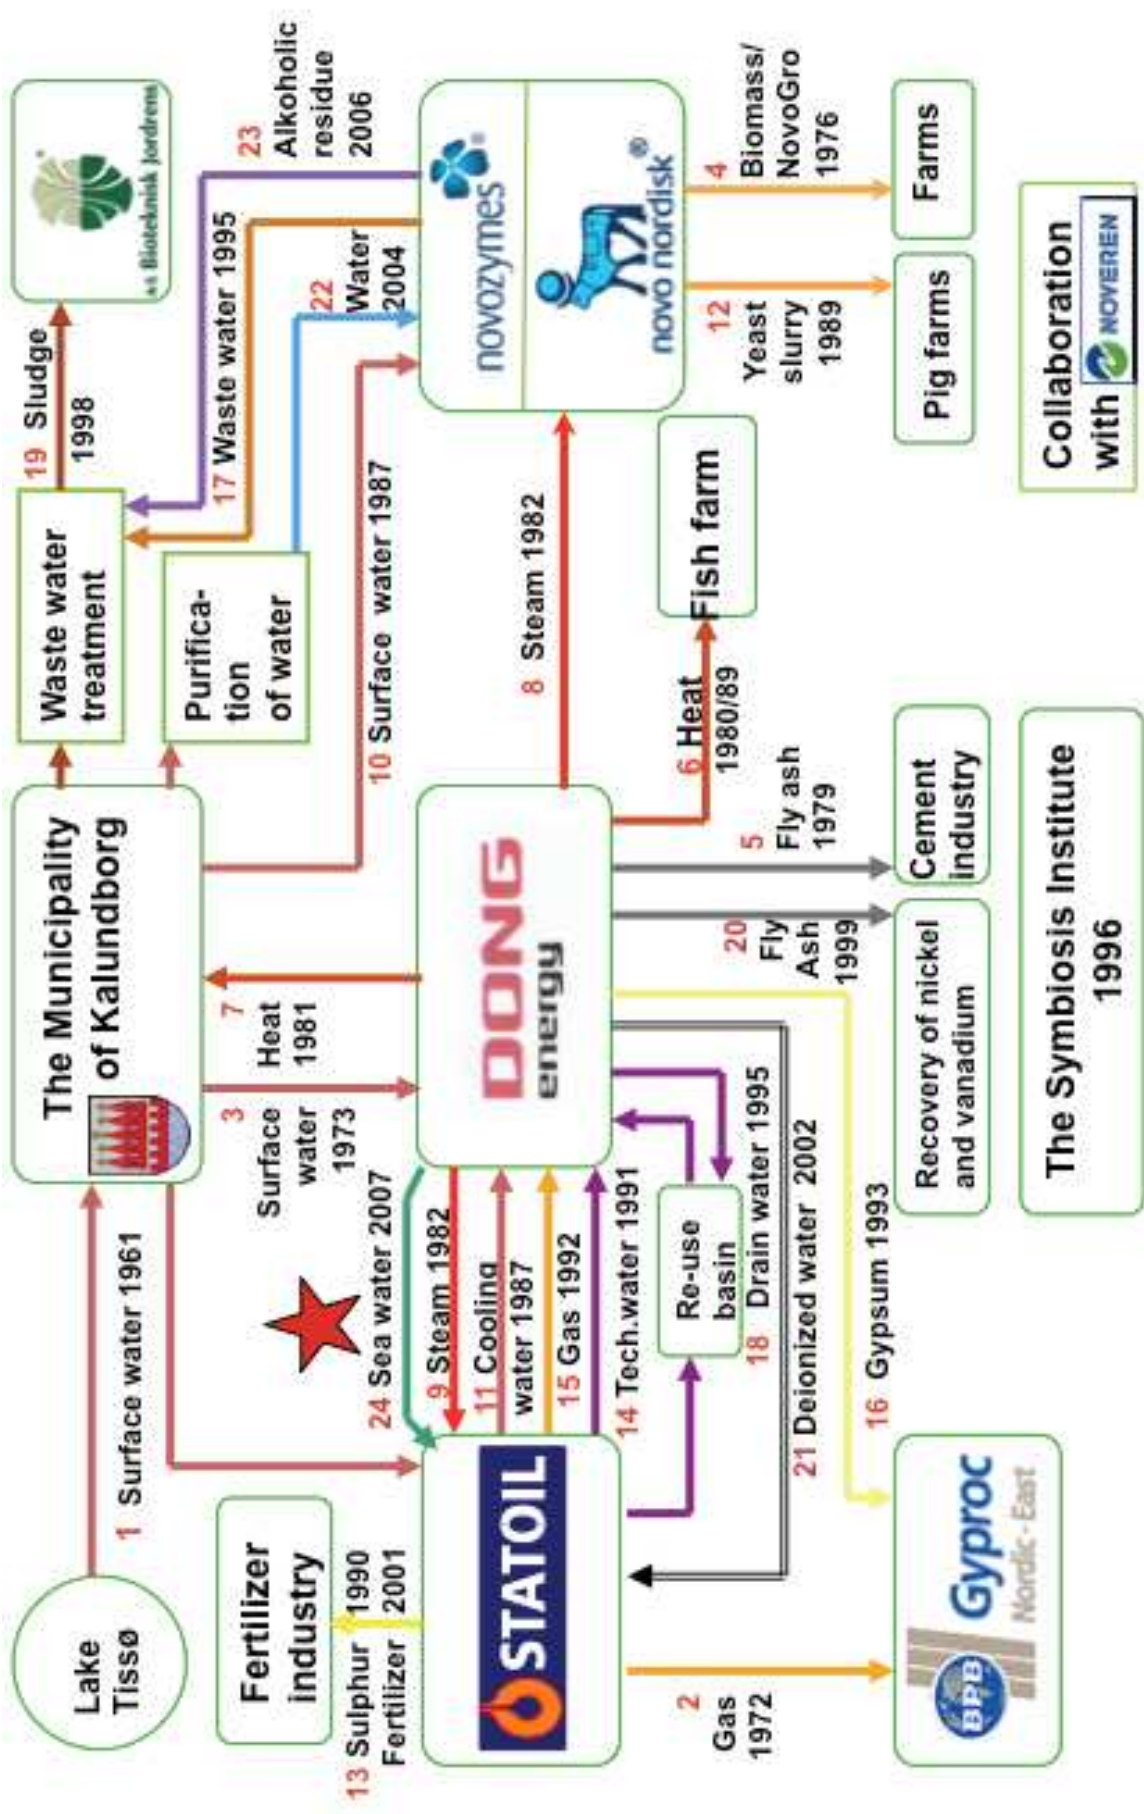 Lake
Tissø
1 Surface water 1961
The Municipality
of Kalundborg
Waste water
treatment
19 Sludge
1998
A/S Bioteknisk Jordrens
Purifica-
tion
of water
23
Alkoholic
residue
2006
17 Waste water 1995
22
Water
2004
10 Surface water 1987
Fertilizer
industry
13 Sulphur 1990
Fertilizer 2001
24 Sea water 2007
3
Surface
water
1973
7
Heat
1981
STATOIL
9 Steam 1982
11 Cooling
water 1987
15 Gas 1992
14 Tech.water 1991
DONG
energy
8 Steam 1982
novozymes®
novo nordisk®
Re-use
basin
18 Drain water 1995
21 Deionized water 2002
16 Gypsum 1993
2
Gas
1972
20
Fly
Ash
1999
5
Fly ash
1979
6 Heat
1980/89
Fish farm
12
Yeast
slurry
1989
4
Biomass/
NovoGro
1976
BPB
Gyproc
Nordic - East
Recovery of nickel
and vanadium
Cement
industry
Pig farms
Farms
The Symbiosis Institute
1996
Collaboration
with NOVEREN